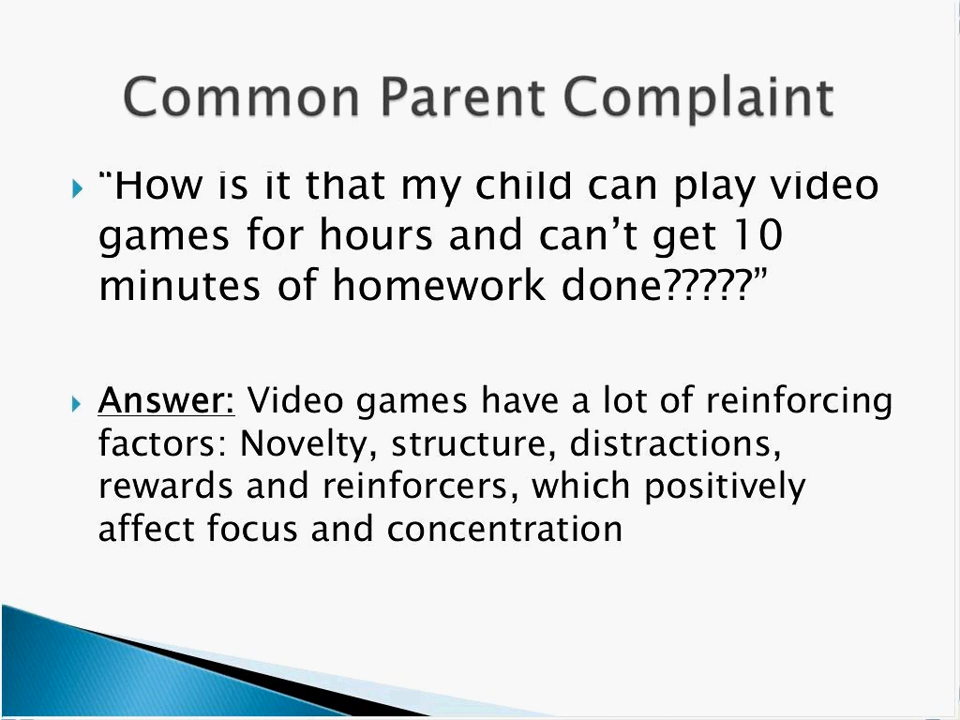 Common Parent Complaint
“How is it that my child can play video
games for hours and can’t get 10
minutes of homework done?????”
Answer: Video games have a lot of reinforcing
factors: Novelty, structure, distractions,
rewards and reinforcers, which positively
affect focus and concentration